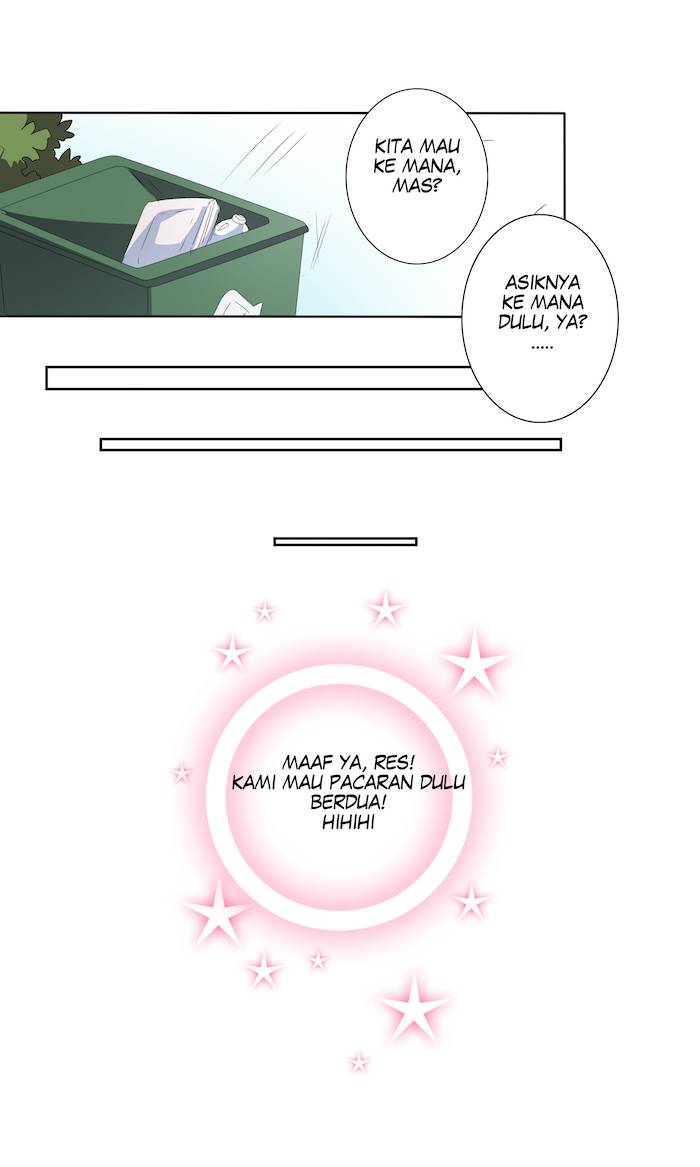 KITA MAU
KE MANA,
MAS?
ASIKNYA
KE MANA
DULU, YA?
.....
MAAF YA, RES!
KAMI MAU PACARAN DULU
BERDUA!
HIHIHI